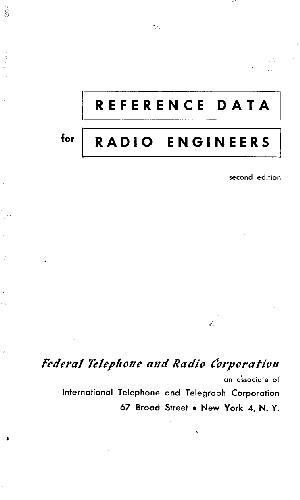 REFERENCE DATA
for RADIO ENGINEERS
second edition
Federal Telephone and Radio Corporation
an associate of
International Telephone and Telegraph Corporation
67 Broad Street • New York 4, N. Y.